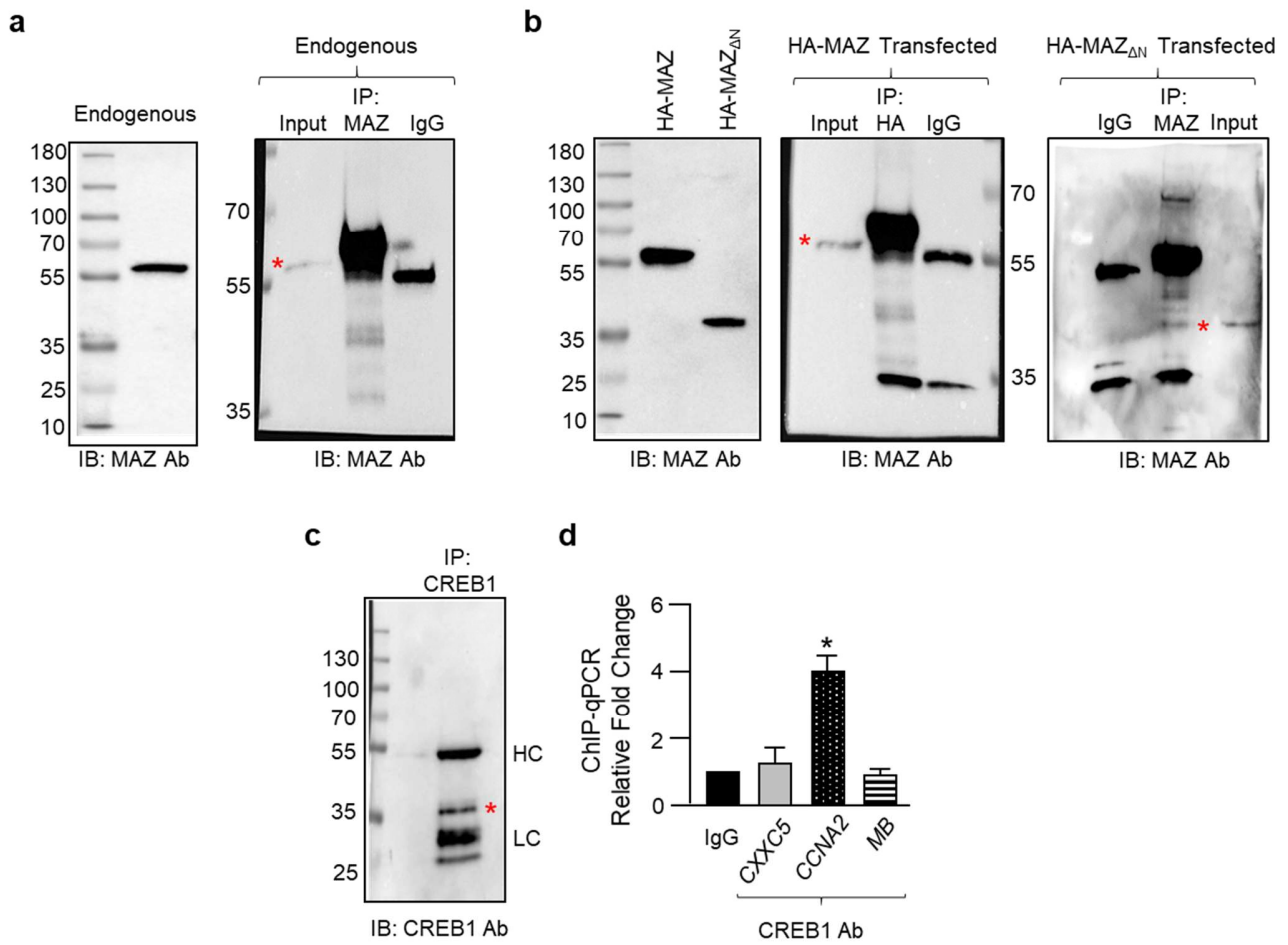 a
Endogenous
180
130
100
70
55
35
25
10
IB: MAZ Ab
Endogenous
IP:
Input MAZ IgG
70
*
55
35
IB: MAZ Ab
b
HA-MAZ
HA-MAZΔN
180
130
100
70
55
35
25
10
IB: MAZ Ab
HA-MAZ Transfected
IP:
Input HA IgG
*
IB: MAZ Ab
HA-MAZΔN Transfected
IP:
IgG MAZ Input
70
55
*
35
IB: MAZ Ab
c
IP:
CREB1
130
100
70
55
35
25
HC
*
LC
IB: CREB1 Ab
d
ChIP-qPCR
Relative Fold Change
6
4
2
0
*
IgG
CXXC5
CCNA2
MB
CREB1 Ab